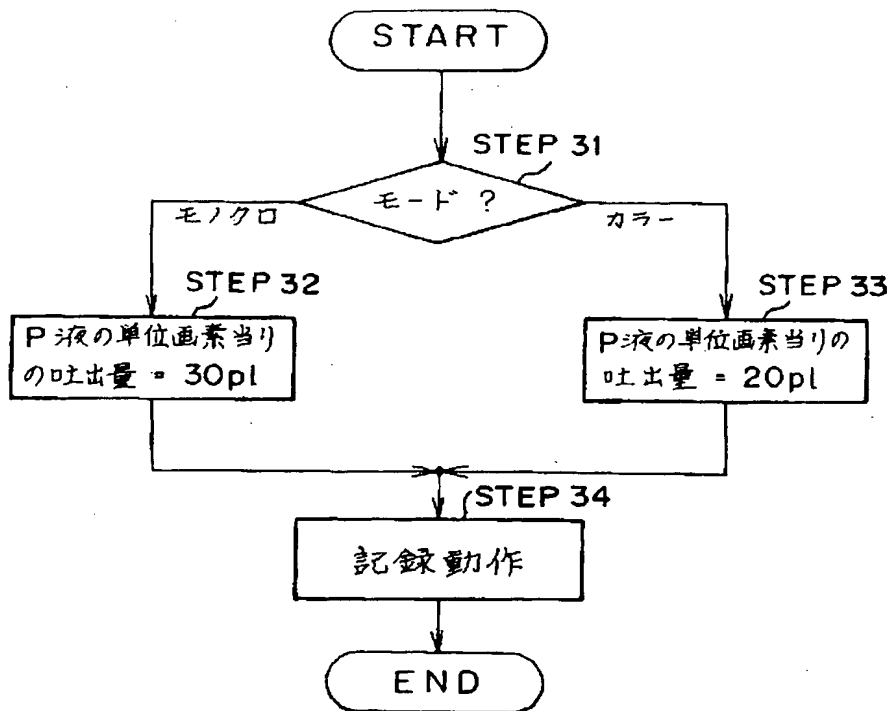 START
STEP 31
モード ?
モノクロ
カラー
STEP 32
P液の単位画素当り
の吐出量 = 30pl
STEP 33
P液の単位画素当りの
吐出量 = 20pl
STEP 34
記録動作
END